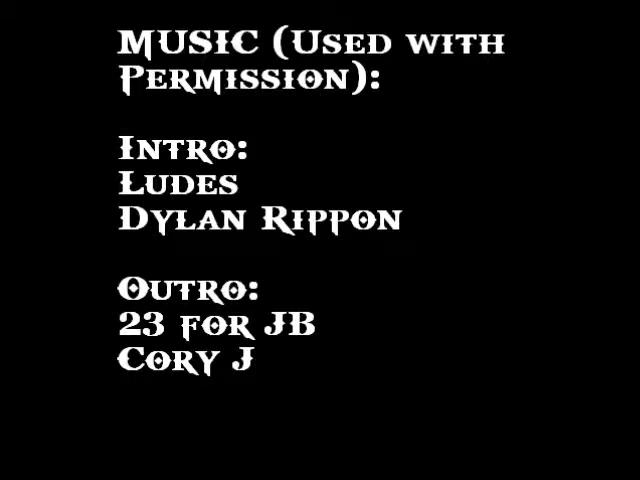 MUSIC (Used with
Permission):
Intro:
Ludes
Dylan Rippon
Outro:
23 for JB
Cory J